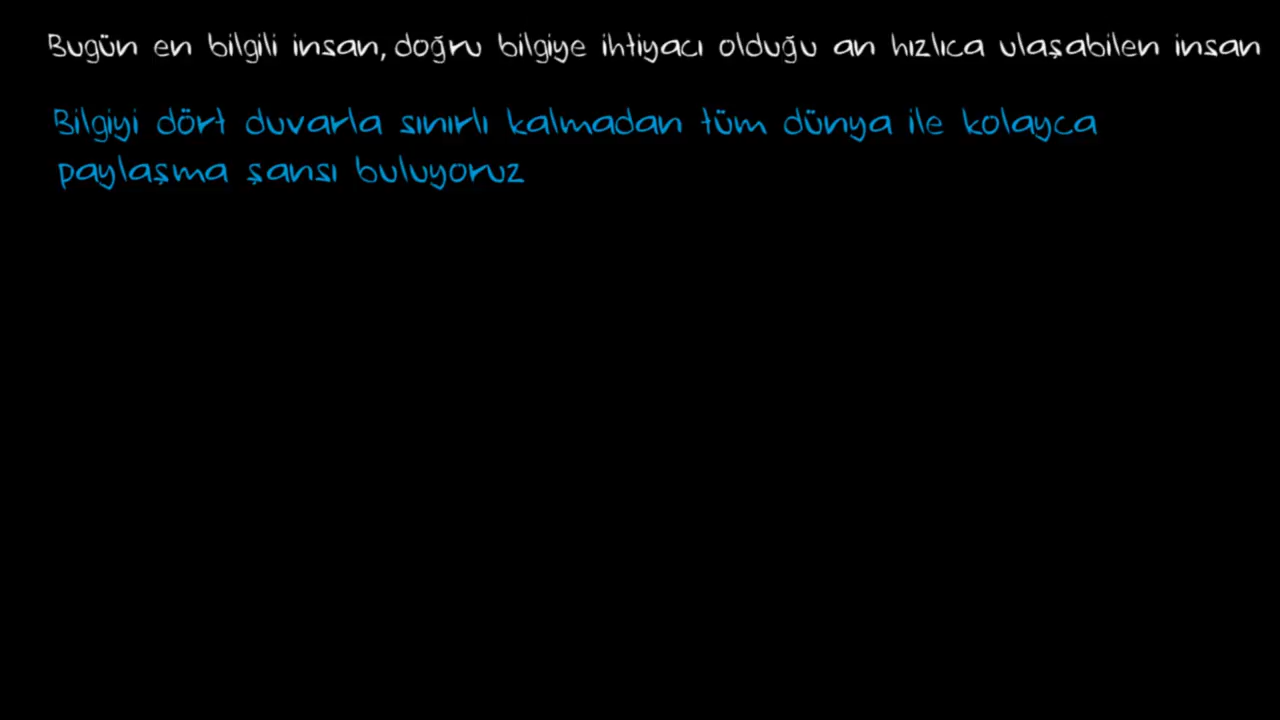 Bugün en bilgili insan, doğru bilgiye ihtiyacı olduğu an hızlıca ulaşabilen insan
Bilgiyi dört duvarla sınırlı kalmadan tüm dünya ile kolayca
paylaşma şansı buluyoruz